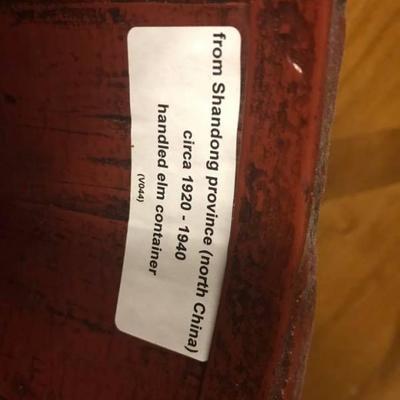 from Shandong province (north China)
circa 1920 - 1940
handled elm container
(V044)